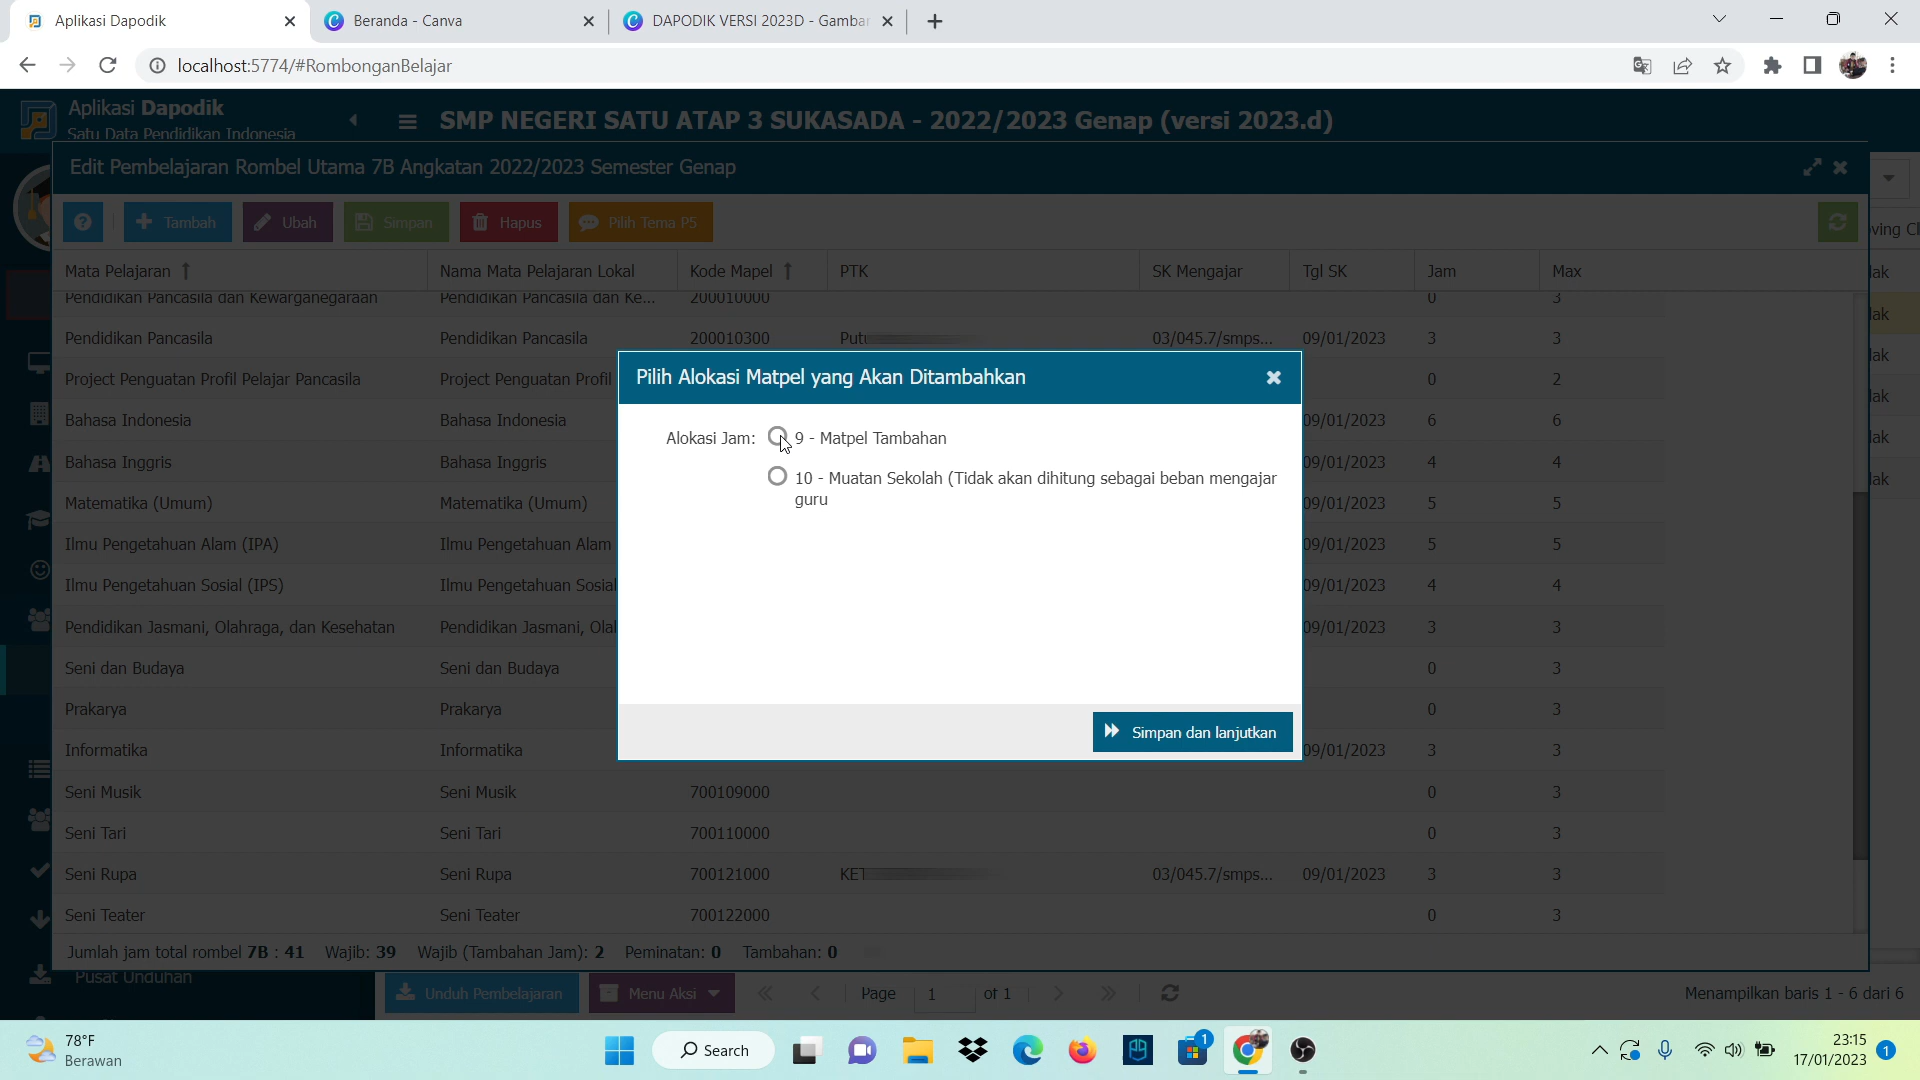 Aplikasi Dapodik
Beranda - Canva
DAPODIK VERSI 2023D - Gambar
localhost:5774/#RombonganBelajar
Aplikasi Dapodik
Satu Data Pendidikan Indonesia
SMP NEGERI SATU ATAP 3 SUKASADA - 2022/2023 Genap (versi 2023.d)
Edit Pembelajaran Rombel Utama 7B Angkatan 2022/2023 Semester Genap
Tambah Ubah Simpan Hapus Pilih Tema P5
Mata Pelajaran Nama Mata Pelajaran Lokal Kode Mapel PTK SK Mengajar Tgl SK Jam Max
Pendidikan Pancasila dan Kewarganegaraan Pendidikan Pancasila dan Ke... 200010000 0 3
Pendidikan Pancasila Pendidikan Pancasila 200010300 Putu 03/045.7/smps... 09/01/2023 3 3
Project Penguatan Profil Pelajar Pancasila Project Penguatan Profil 0 2
Bahasa Indonesia Bahasa Indonesia 09/01/2023 6 6
Bahasa Inggris Bahasa Inggris 09/01/2023 4 4
Matematika (Umum) Matematika (Umum) 09/01/2023 5 5
Ilmu Pengetahuan Alam (IPA) Ilmu Pengetahuan Alam 09/01/2023 5 5
Ilmu Pengetahuan Sosial (IPS) Ilmu Pengetahuan Sosial 09/01/2023 4 4
Pendidikan Jasmani, Olahraga, dan Kesehatan Pendidikan Jasmani, Olal 09/01/2023 3 3
Seni dan Budaya Seni dan Budaya 0 3
Prakarya Prakarya 0 3
Informatika Informatika 09/01/2023 3 3
Seni Musik Seni Musik 700109000 0 3
Seni Tari Seni Tari 700110000 0 3
Seni Rupa Seni Rupa 700121000 KET 03/045.7/smps... 09/01/2023 3 3
Seni Teater Seni Teater 700122000 0 3
Pilih Alokasi Matpel yang Akan Ditambahkan
Alokasi Jam: 9 - Matpel Tambahan
10 - Muatan Sekolah (Tidak akan dihitung sebagai beban mengajar
guru
Simpan dan lanjutkan
ving Cl
lak
lak
lak
lak
lak
lak
Jumlah jam total rombel 7B : 41 Wajib: 39 Wajib (Tambahan Jam): 2 Peminatan: 0 Tambahan: 0
Pusat Unduhan
Unduh Pembelajaran Menu Aksi Page 1 of 1 Menampilkan baris 1 - 6 dari 6
78°F
Berawan
Search
1
23:15
17/01/2023
1